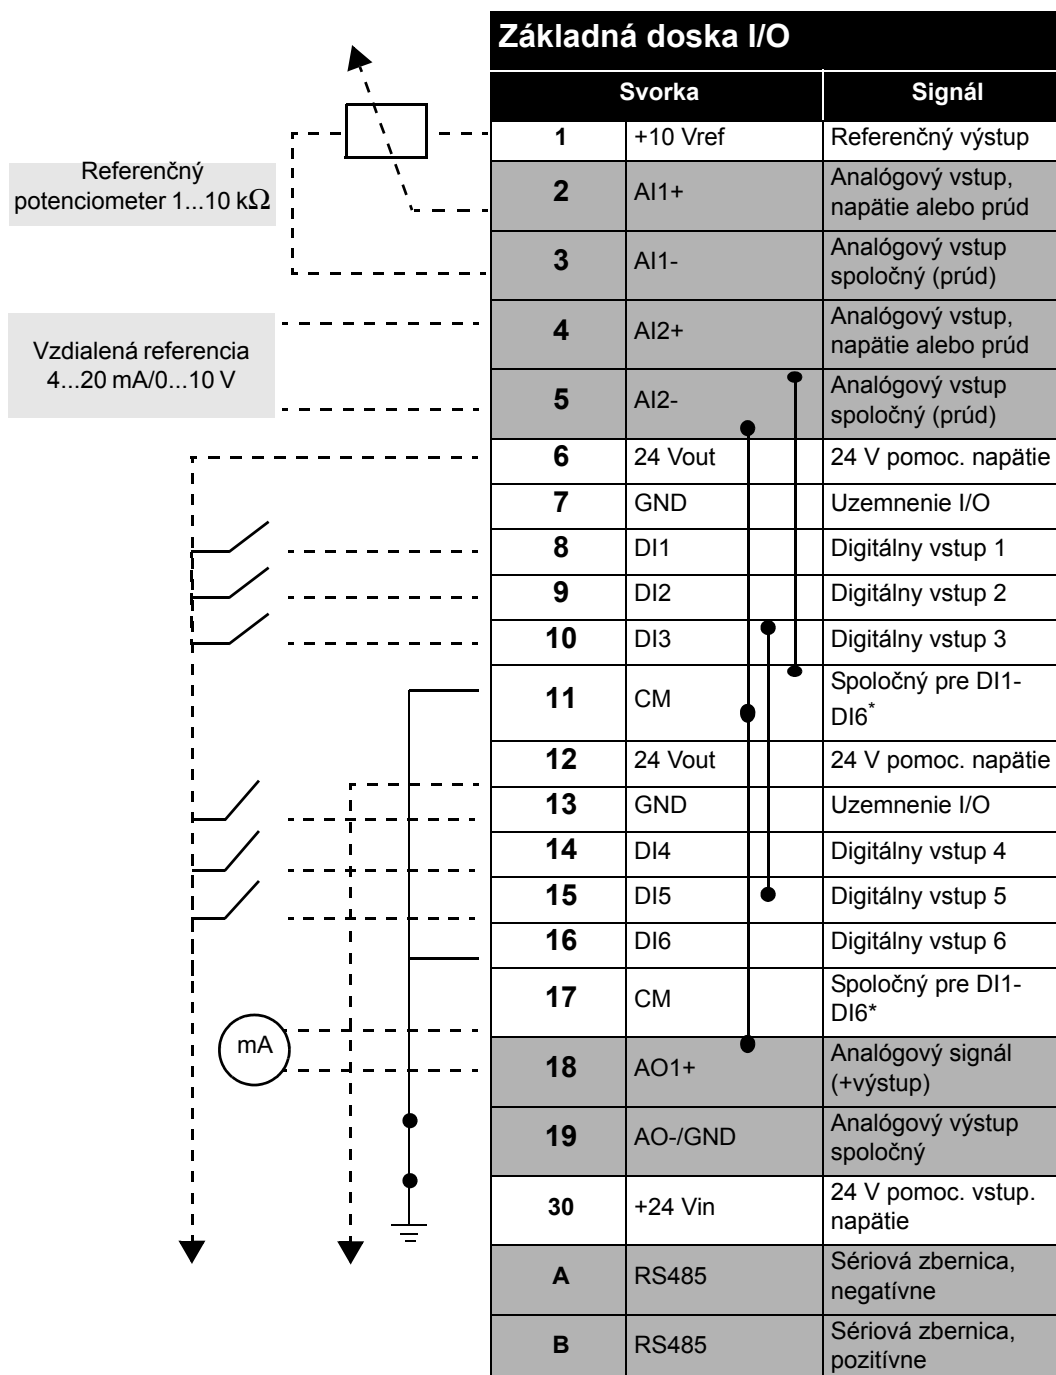 Základná doska I/O
Svorka Signál
1 +10 Vref Referenčný výstup
2 AI1+ Analógový vstup,
napätie alebo prúd
3 AI1- Analógový vstup
spoločný (prúd)
4 AI2+ Analógový vstup,
napätie alebo prúd
5 AI2- Analógový vstup
spoločný (prúd)
6 24 Vout 24 V pomoc. napätie
7 GND Uzemnenie I/O
8 DI1 Digitálny vstup 1
9 DI2 Digitálny vstup 2
10 DI3 Digitálny vstup 3
11 CM Spoločný pre DI1-
DI6*
12 24 Vout 24 V pomoc. napätie
13 GND Uzemnenie I/O
14 DI4 Digitálny vstup 4
15 DI5 Digitálny vstup 5
16 DI6 Digitálny vstup 6
17 CM Spoločný pre DI1-
DI6*
18 AO1+ Analógový signál
(+výstup)
19 AO-/GND Analógový výstup
spoločný
30 +24 Vin 24 V pomoc. vstup.
napätie
A RS485 Sériová zbernica,
negatívne
B RS485 Sériová zbernica,
pozitívne
Referenčný
potenciometer 1...10 kΩ
Vzdialená referencia
4...20 mA/0...10 V
mA